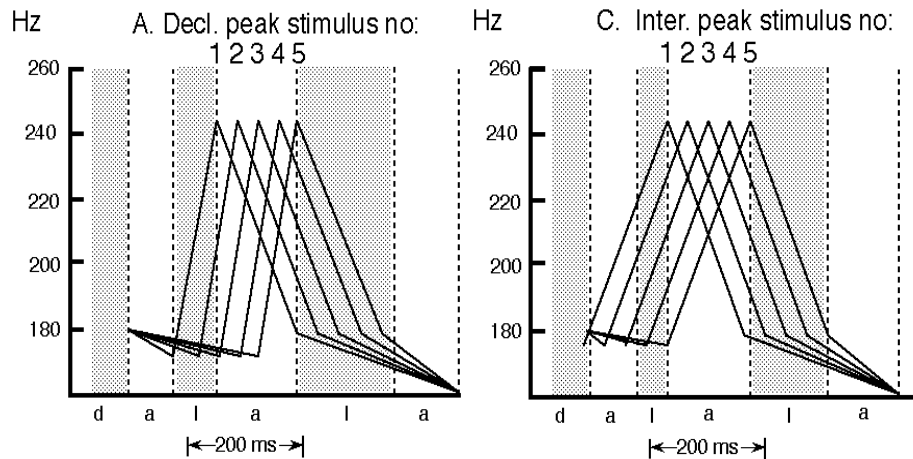 Hz
A. Decl. peak stimulus no:
1 2 3 4 5
260
240
220
200
180
d a l a l a
200 ms
Hz
C. Inter. peak stimulus no:
1 2 3 4 5
260
240
220
200
180
d a l a l a
200 ms